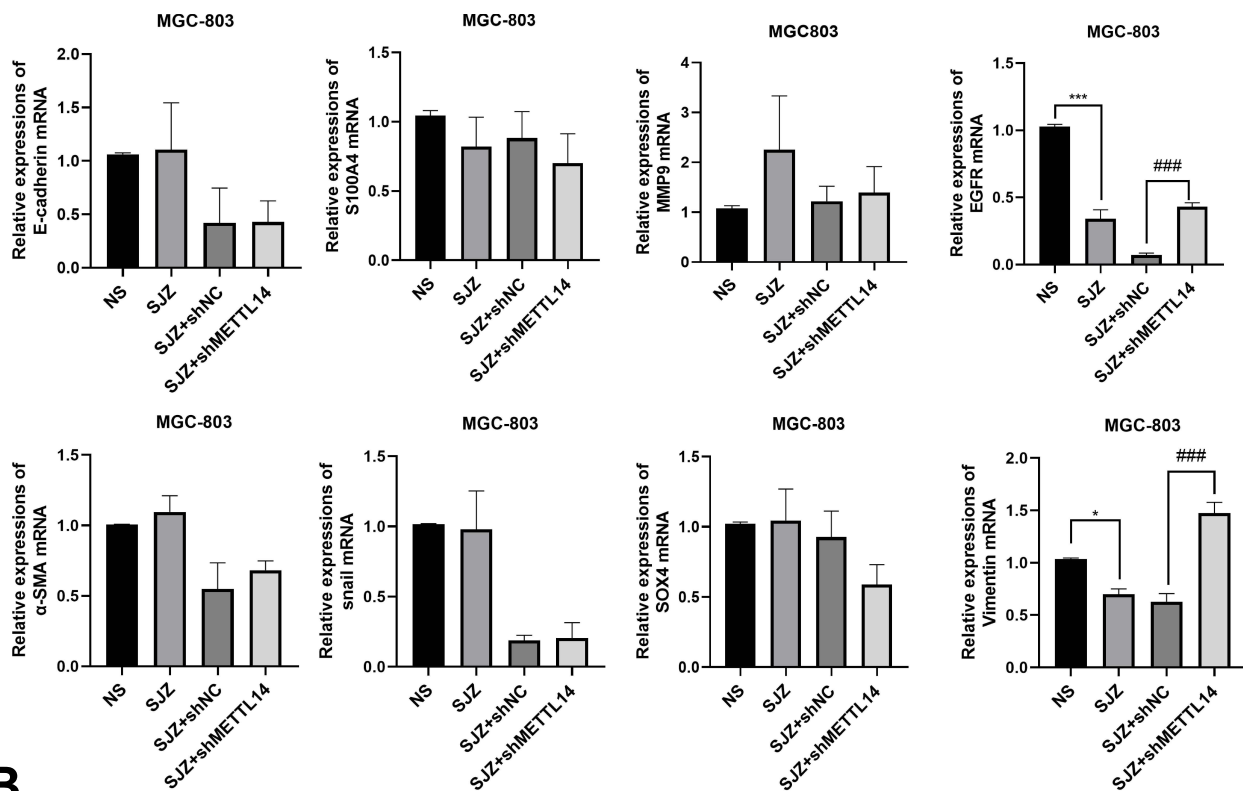 MGC-803
Relative expressions of
E-cadherin mRNA
2.0
1.5
1.0
0.5
0.0
NS
SJZ
SJZ+shNC
SJZ+shMETTL14
MGC-803
Relative expressions of
S100A4 mRNA
1.5
1.0
0.5
0.0
NS
SJZ
SJZ+shNC
SJZ+shMETTL14
MGC803
Relative expressions of
MMP9 mRNA
4
3
2
1
0
NS
SJZ
SJZ+shNC
SJZ+shMETTL14
MGC-803
Relative expressions of
EGFR mRNA
1.5
1.0
0.5
0.0
***
###
NS
SJZ
SJZ+shNC
SJZ+shMETTL14
MGC-803
Relative expressions of
α-SMA mRNA
1.5
1.0
0.5
0.0
NS
SJZ
SJZ+shNC
SJZ+shMETTL14
MGC-803
Relative expressions of
snail mRNA
1.5
1.0
0.5
0.0
NS
SJZ
SJZ+shNC
SJZ+shMETTL14
MGC-803
Relative expressions of
SOX4 mRNA
1.5
1.0
0.5
0.0
NS
SJZ
SJZ+shNC
SJZ+shMETTL14
MGC-803
Relative expressions of
Vimentin mRNA
2.0
1.5
1.0
0.5
0.0
*
###
NS
SJZ
SJZ+shNC
SJZ+shMETTL14